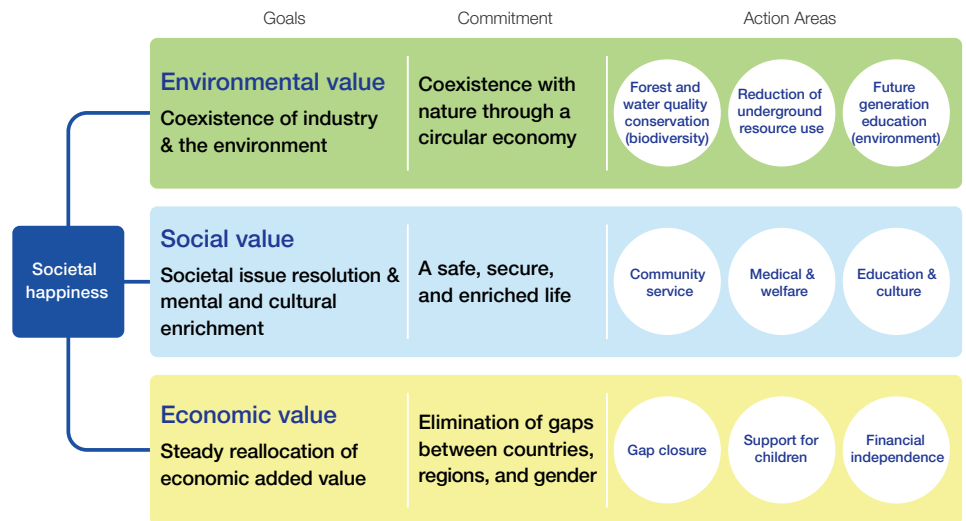 Goals
Commitment
Action Areas
Societal
happiness
Environmental value
Coexistence of industry
& the environment
Coexistence with
nature through a
circular economy
Forest and
water quality
conservation
(biodiversity)
Reduction of
underground
resource use
Future
generation
education
(environment)
Social value
Societal issue resolution &
mental and cultural
enrichment
A safe, secure,
and enriched life
Community
service
Medical &
welfare
Education &
culture
Economic value
Steady reallocation of
economic added value
Elimination of gaps
between countries,
regions, and gender
Gap closure
Support for
children
Financial
independence